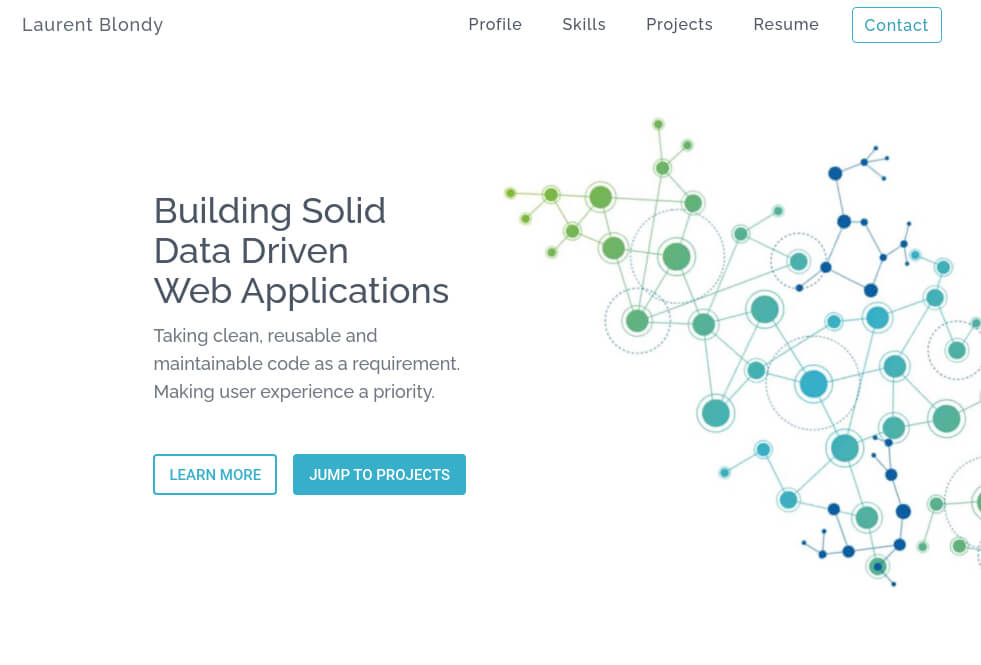 Laurent Blondy
Profile
Skills
Projects
Resume
Contact
Building Solid
Data Driven
Web Applications
Taking clean, reusable and
maintainable code as a requirement.
Making user experience a priority.
LEARN MORE
JUMP TO PROJECTS